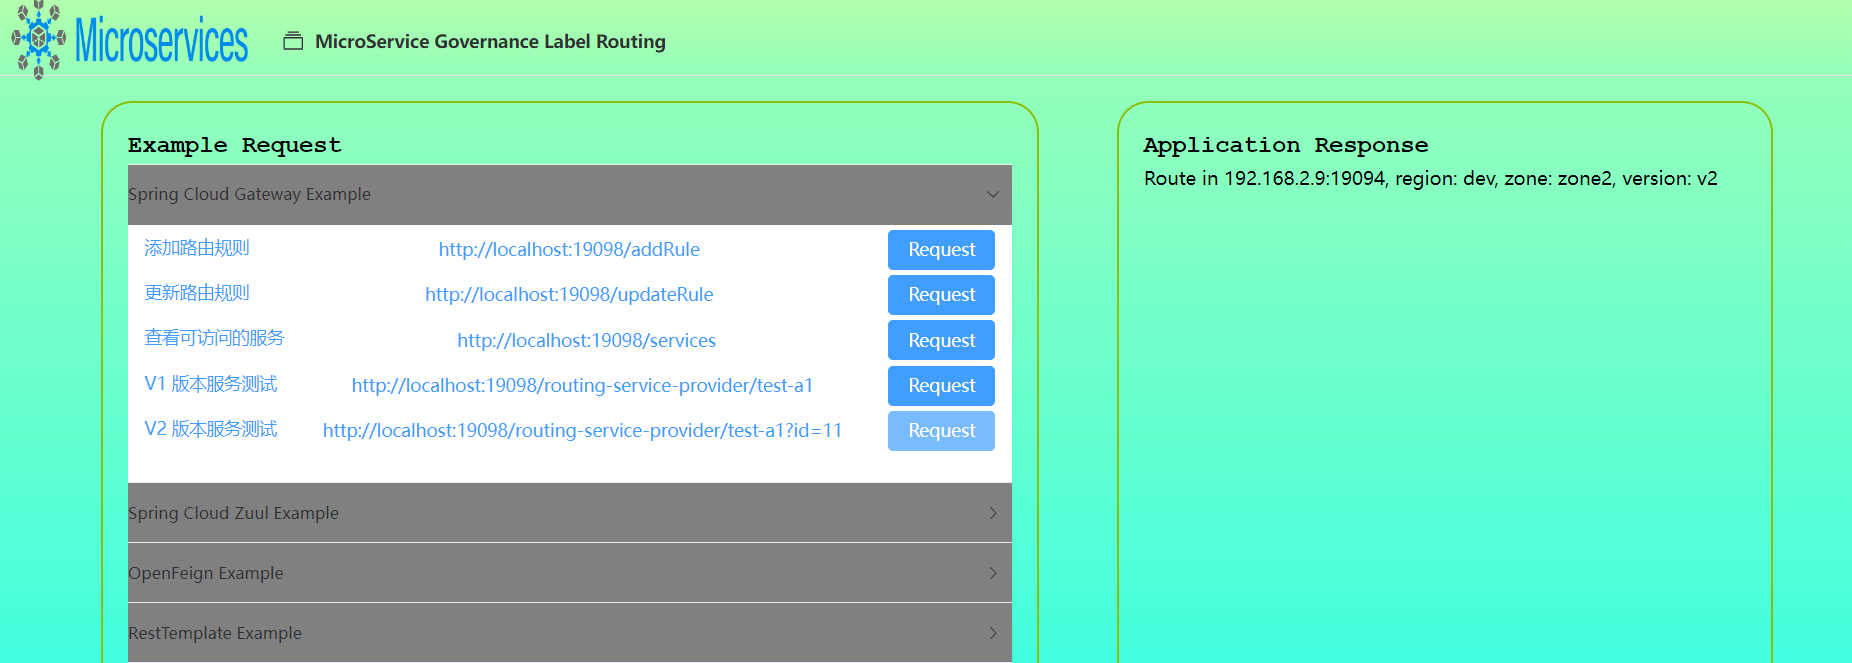 Microservices
MicroService Governance Label Routing
Example Request
Spring Cloud Gateway Example
添加路由规则 http://localhost:19098/addRule Request
更新路由规则 http://localhost:19098/updateRule Request
查看可访问的服务 http://localhost:19098/services Request
V1 版本服务测试 http://localhost:19098/routing-service-provider/test-a1 Request
V2 版本服务测试 http://localhost:19098/routing-service-provider/test-a1?id=11 Request
Spring Cloud Zuul Example
OpenFeign Example
RestTemplate Example
Application Response
Route in 192.168.2.9:19094, region: dev, zone: zone2, version: v2